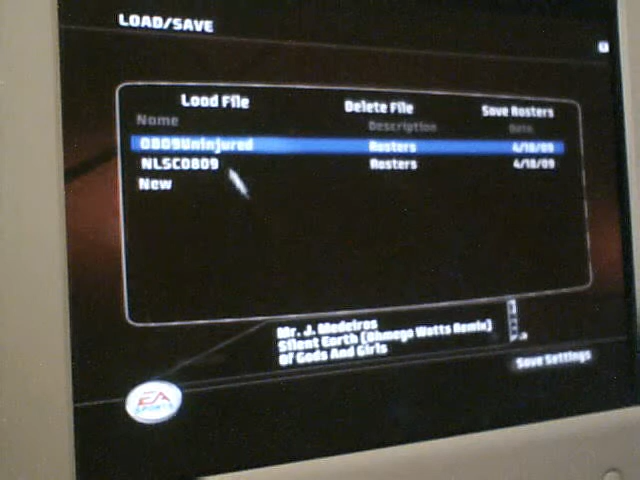 LOAD/SAVE
Load File Delete File Save Rosters
Name Description Date
0809Uninjured Rosters 4/18/09
NLSC0809 Rosters 4/18/09
New
Mr. J. Medeiros
Silent Earth [Ohmega Watts Remix]
Of Gods And Girls
Save Settings
EA
SPORTS